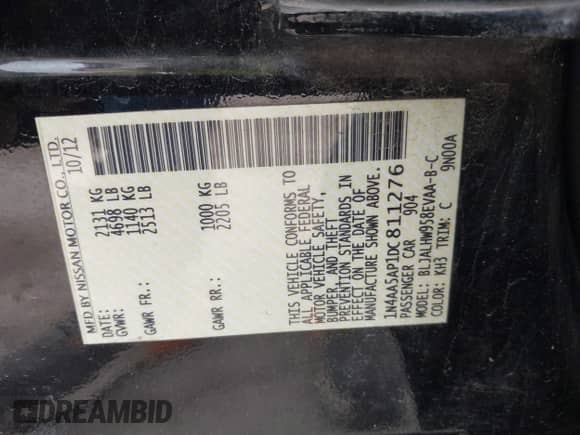 MFD BY NISSAN MOTOR CO., LTD.
DATE: 10/12
GVWR: 2131 KG
4698 LB
GAWR FR.: 1140 KG
2513 LB
GAWR RR.: 1000 KG
2205 LB
THIS VEHICLE CONFORMS TO
ALL APPLICABLE FEDERAL
MOTOR VEHICLE SAFETY,
BUMPER, AND THEFT
PREVENTION STANDARDS IN
EFFECT ON THE DATE OF
MANUFACTURE SHOWN ABOVE.
1N4AA5AP1DC811276
PASSENGER CAR 904
MODEL: BLJALHW938EVAA-B-C
COLOR: KH3 TRIM: C 9N00A
DREAMBID